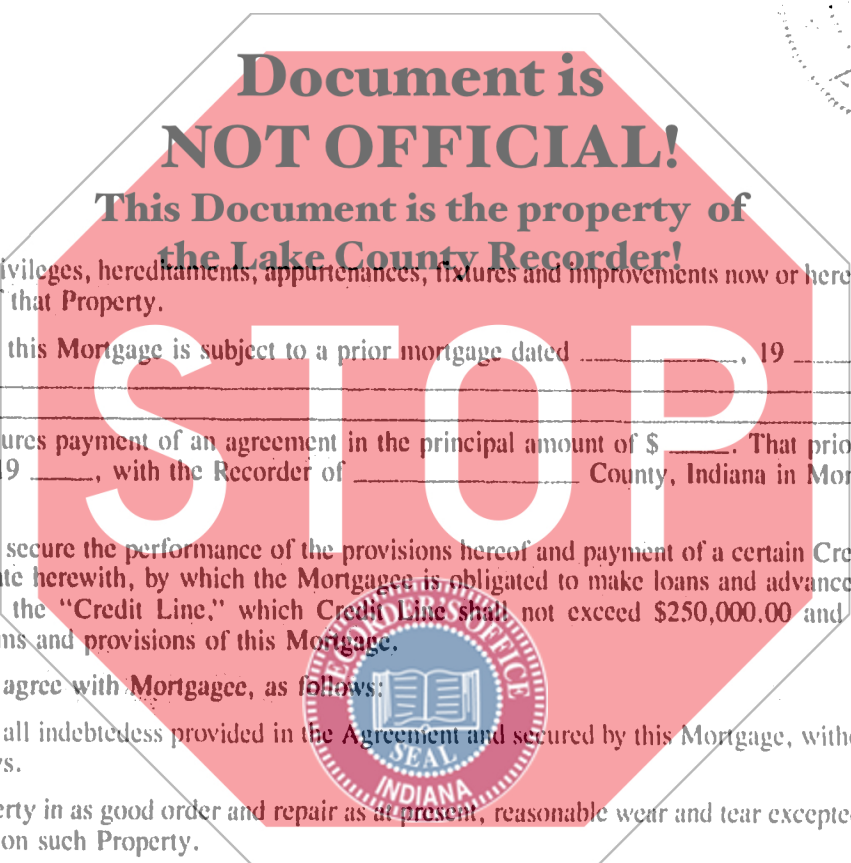 Document is
NOT OFFICIAL!
This Document is the property of
the Lake County Recorder!
ivileges, hereditaments, appurtenances, fixtures and improvements now or here
that Property.
this Mortgage is subject to a prior mortgage dated ____________, 19 ____
ures payment of an agreement in the principal amount of $ ____. That prio
19 ____, with the Recorder of ____________ County, Indiana in Mor
STOP
secure the performance of the provisions hereof and payment of a certain Cre
te herewith, by which the Mortgagee is obligated to make loans and advance
the "Credit Line," which Credit Line shall not exceed $250,000.00 and
ms and provisions of this Mortgage.
agree with Mortgagee, as follows:
all indebtedess provided in the Agreement and secured by this Mortgage, witho
s.
erty in as good order and repair as at present, reasonable wear and tear excepte
on such Property.
RECORDER'S OFFICE
SEAL
INDIANA